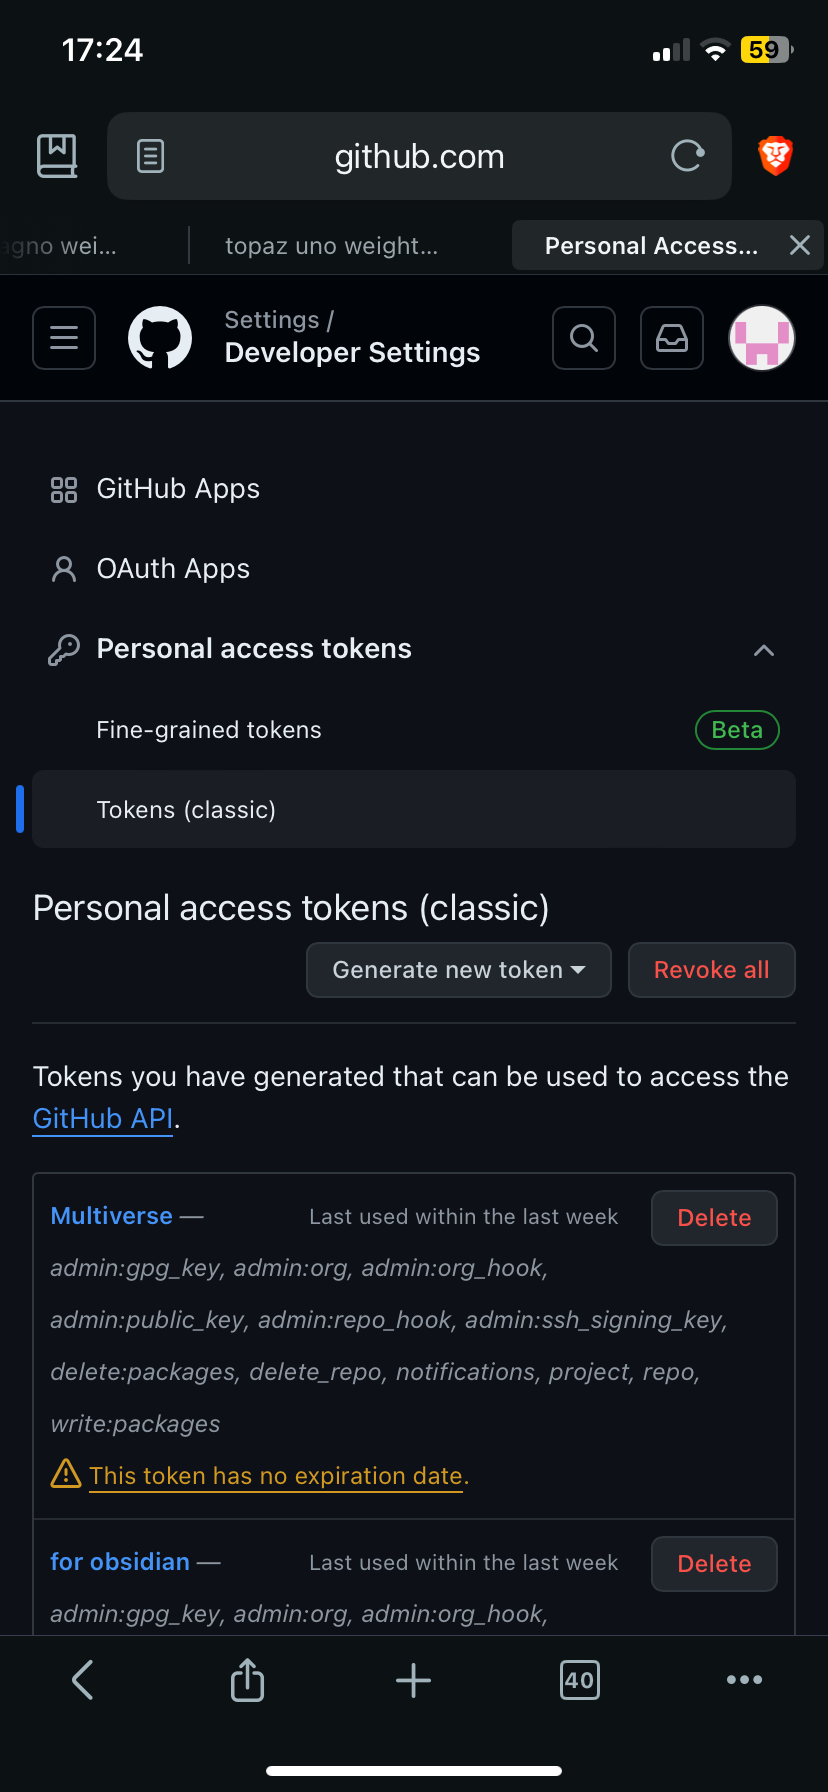 17:24
59
github.com
agno wei...
topaz uno weight...
Personal Access...
Settings /
Developer Settings
GitHub Apps
OAuth Apps
Personal access tokens
Fine-grained tokens
Beta
Tokens (classic)
Personal access tokens (classic)
Generate new token
Revoke all
Tokens you have generated that can be used to access the
GitHub API.
Multiverse —
Last used within the last week
Delete
admin:gpg_key, admin:org, admin:org_hook,
admin:public_key, admin:repo_hook, admin:ssh_signing_key,
delete:packages, delete_repo, notifications, project, repo,
write:packages
This token has no expiration date.
for obsidian —
Last used within the last week
Delete
admin:gpg_key, admin:org, admin:org_hook,
40